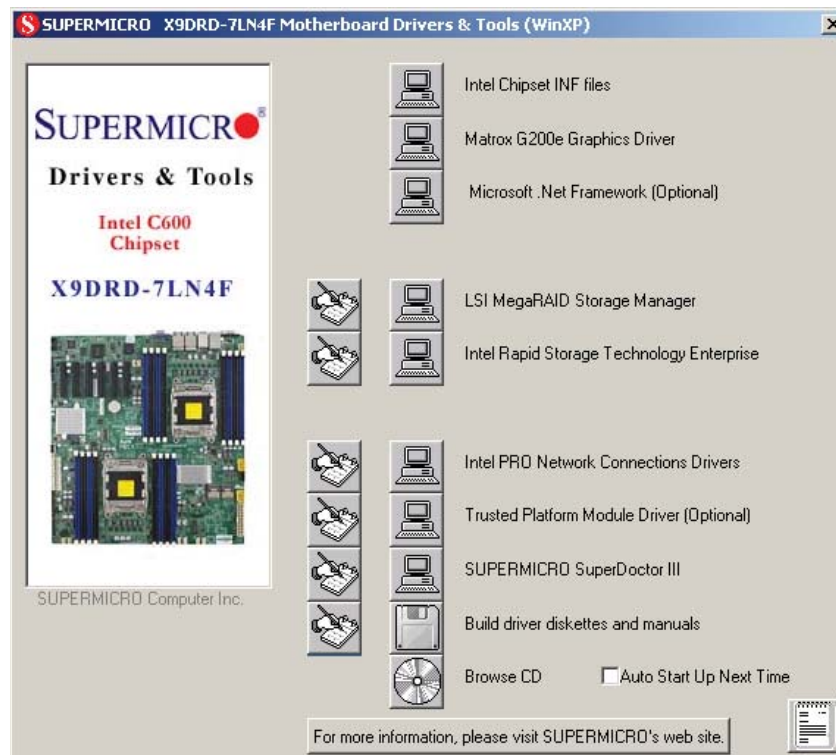 SUPERMICRO X9DRD-7LN4F Motherboard Drivers & Tools (WinXP)
SUPERMICRO®
Drivers & Tools
Intel C600
Chipset
X9DRD-7LN4F
SUPERMICRO Computer Inc.
Intel Chipset INF files
Matrox G200e Graphics Driver
Microsoft .Net Framework (Optional)
LSI MegaRAID Storage Manager
Intel Rapid Storage Technology Enterprise
Intel PRO Network Connections Drivers
Trusted Platform Module Driver (Optional)
SUPERMICRO SuperDoctor III
Build driver diskettes and manuals
Browse CD
Auto Start Up Next Time
For more information, please visit SUPERMICRO's web site.